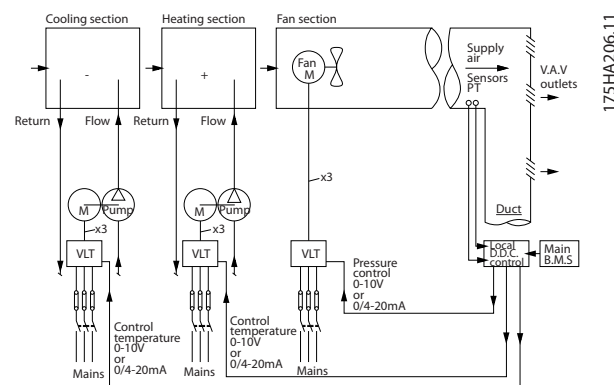 Cooling section
Heating section
Fan section
-
+
Fan
M
Supply
air
Sensors
PT
V.A.V
outlets
175HA206.11
Return
Flow
Return
Flow
x3
M
Pump
M
Pump
Duct
x3
x3
VLT
VLT
VLT
Local
D.D.C.
control
Main
B.M.S
Pressure
control
0-10V
or
0/4-20mA
Control
temperature
0-10V
or
0/4-20mA
Control
temperature
0-10V
or
0/4-20mA
Mains
Mains
Mains